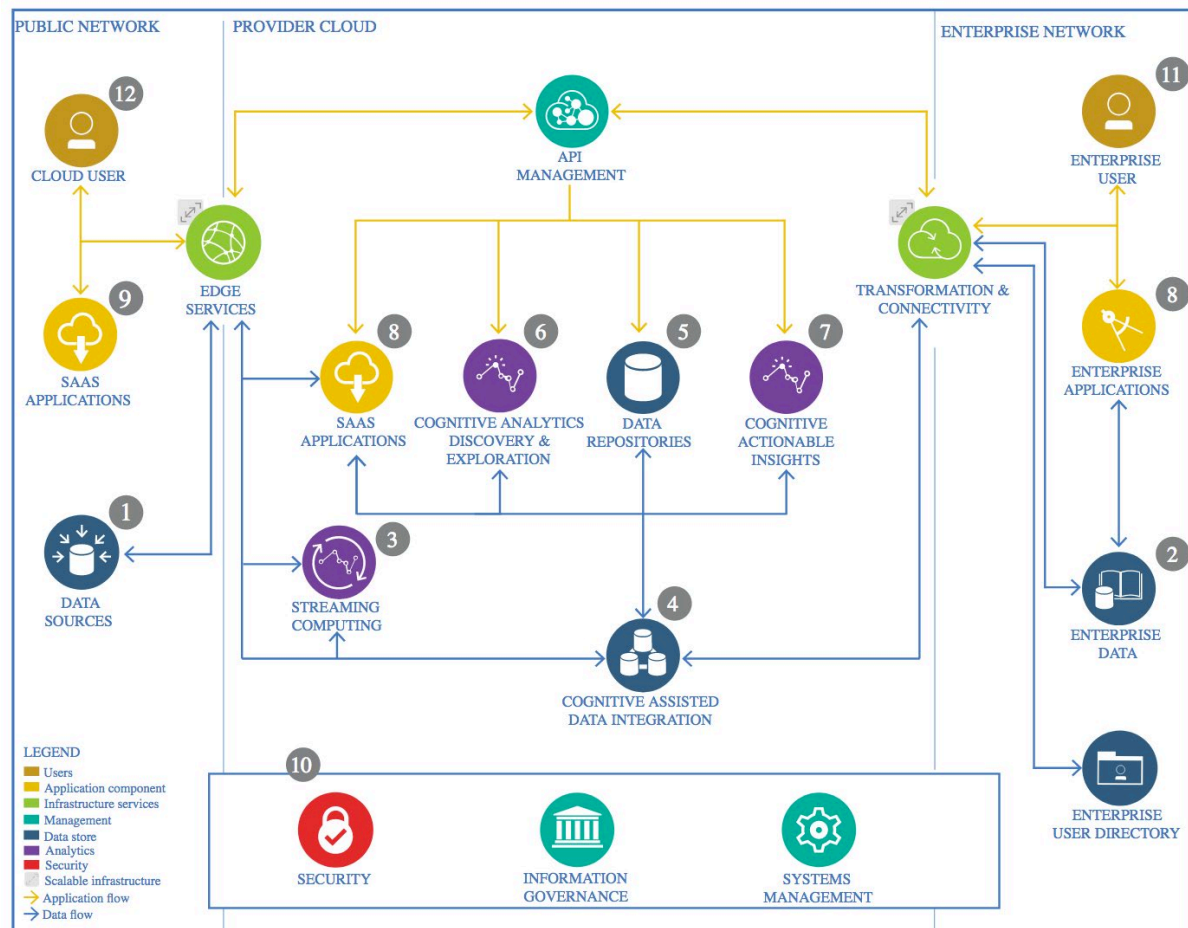 PUBLIC NETWORK
PROVIDER CLOUD
ENTERPRISE NETWORK
12
CLOUD USER
API
MANAGEMENT
11
ENTERPRISE
USER
EDGE
SERVICES
TRANSFORMATION &
CONNECTIVITY
9
SAAS
APPLICATIONS
8
SAAS
APPLICATIONS
6
COGNITIVE ANALYTICS
DISCOVERY &
EXPLORATION
5
DATA
REPOSITORIES
7
COGNITIVE
ACTIONABLE
INSIGHTS
8
ENTERPRISE
APPLICATIONS
1
DATA
SOURCES
3
STREAMING
COMPUTING
4
COGNITIVE ASSISTED
DATA INTEGRATION
2
ENTERPRISE
DATA
ENTERPRISE
USER DIRECTORY
LEGEND
Users
Application component
Infrastructure services
Management
Data store
Analytics
Security
Scalable infrastructure
Application flow
Data flow
10
SECURITY
INFORMATION
GOVERNANCE
SYSTEMS
MANAGEMENT